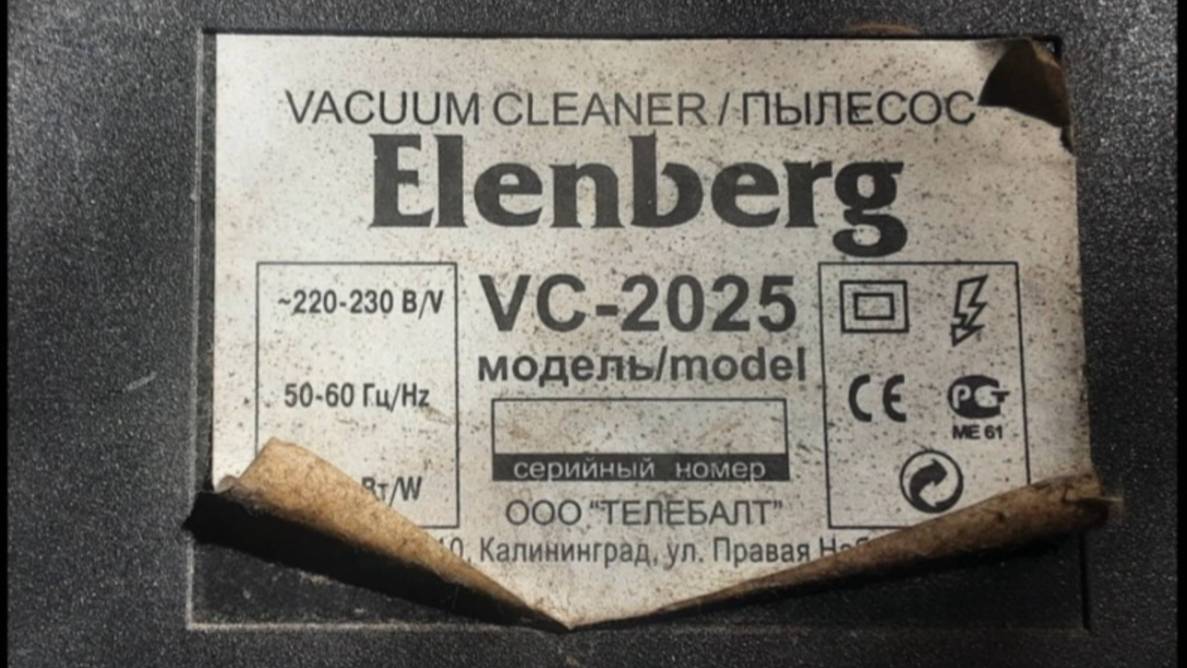 VACUUM CLEANER / ПЫЛЕСОС
Elenberg
~220-230 В/V
50-60 Гц/Hz
Вт/W
VC-2025
модель/model
серийный номер
ООО "ТЕЛЕБАЛТ"
Калининград, ул. Правая
CE
РСТ
ME 61